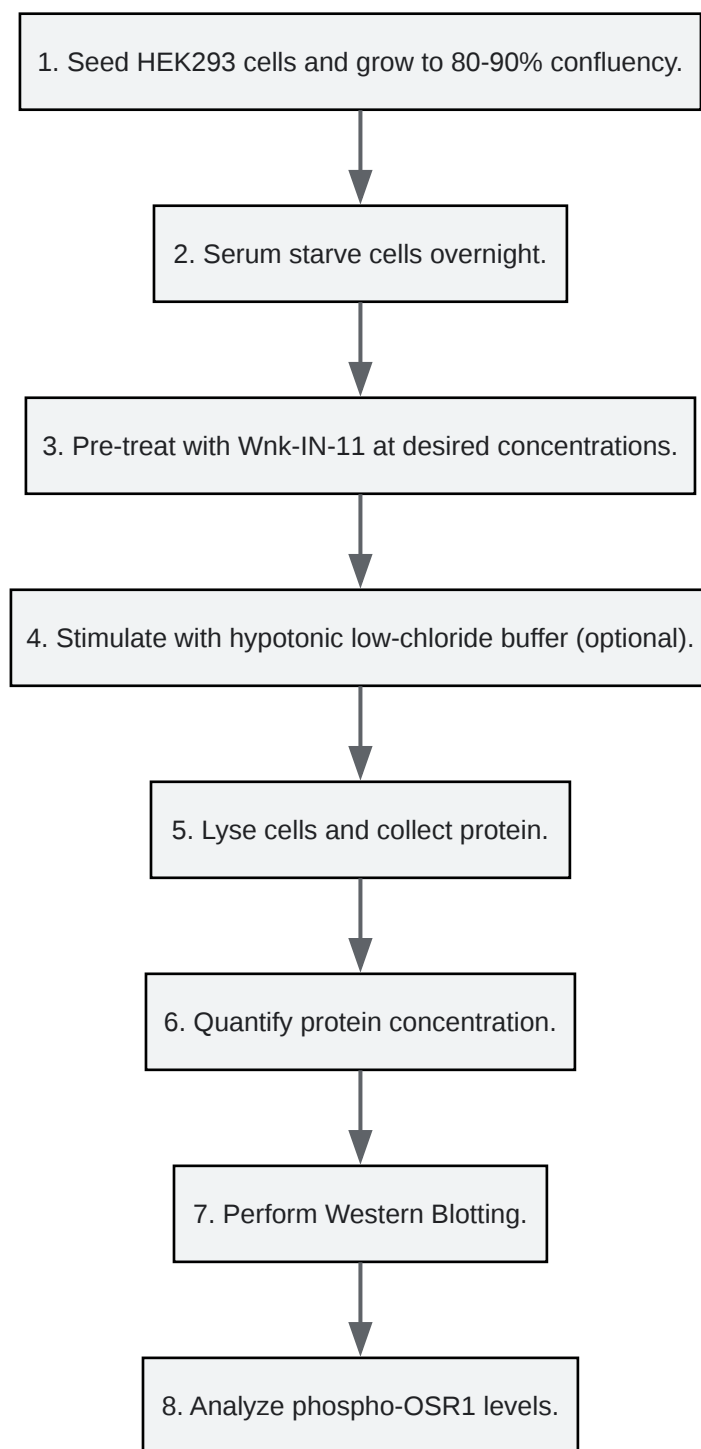 1. Seed HEK293 cells and grow to 80-90% confluency.
2. Serum starve cells overnight.
3. Pre-treat with Wnk-IN-11 at desired concentrations.
4. Stimulate with hypotonic low-chloride buffer (optional).
5. Lyse cells and collect protein.
6. Quantify protein concentration.
7. Perform Western Blotting.
8. Analyze phospho-OSR1 levels.